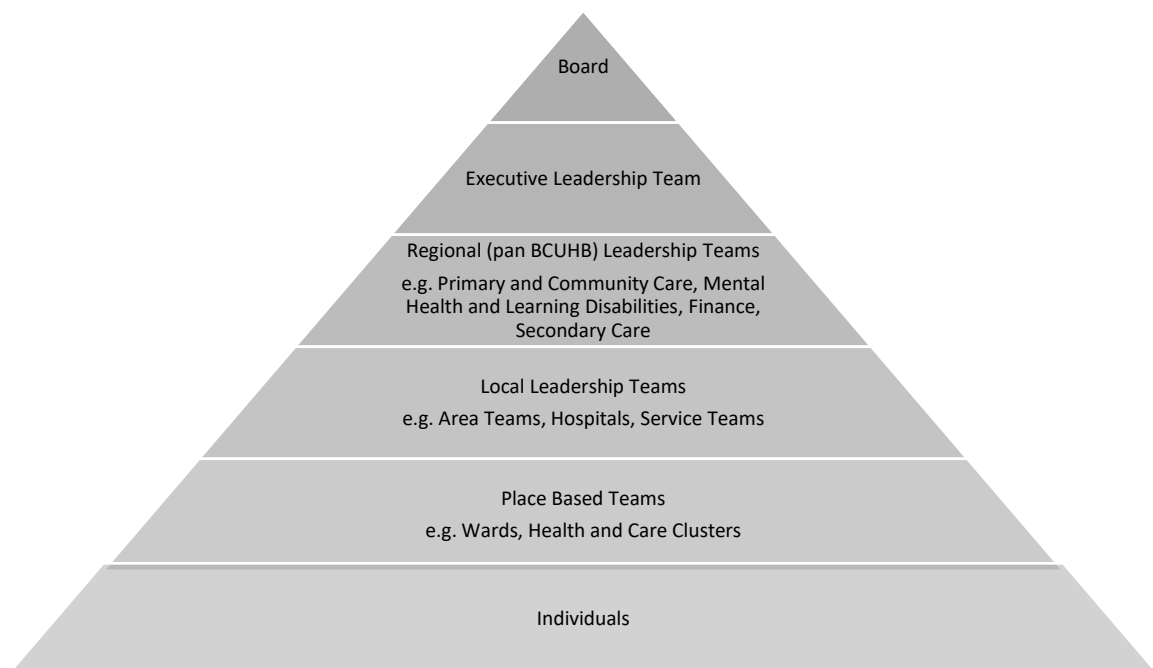 Board
Executive Leadership Team
Regional (pan BCUHB) Leadership Teams
e.g. Primary and Community Care, Mental
Health and Learning Disabilities, Finance,
Secondary Care
Local Leadership Teams
e.g. Area Teams, Hospitals, Service Teams
Place Based Teams
e.g. Wards, Health and Care Clusters
Individuals